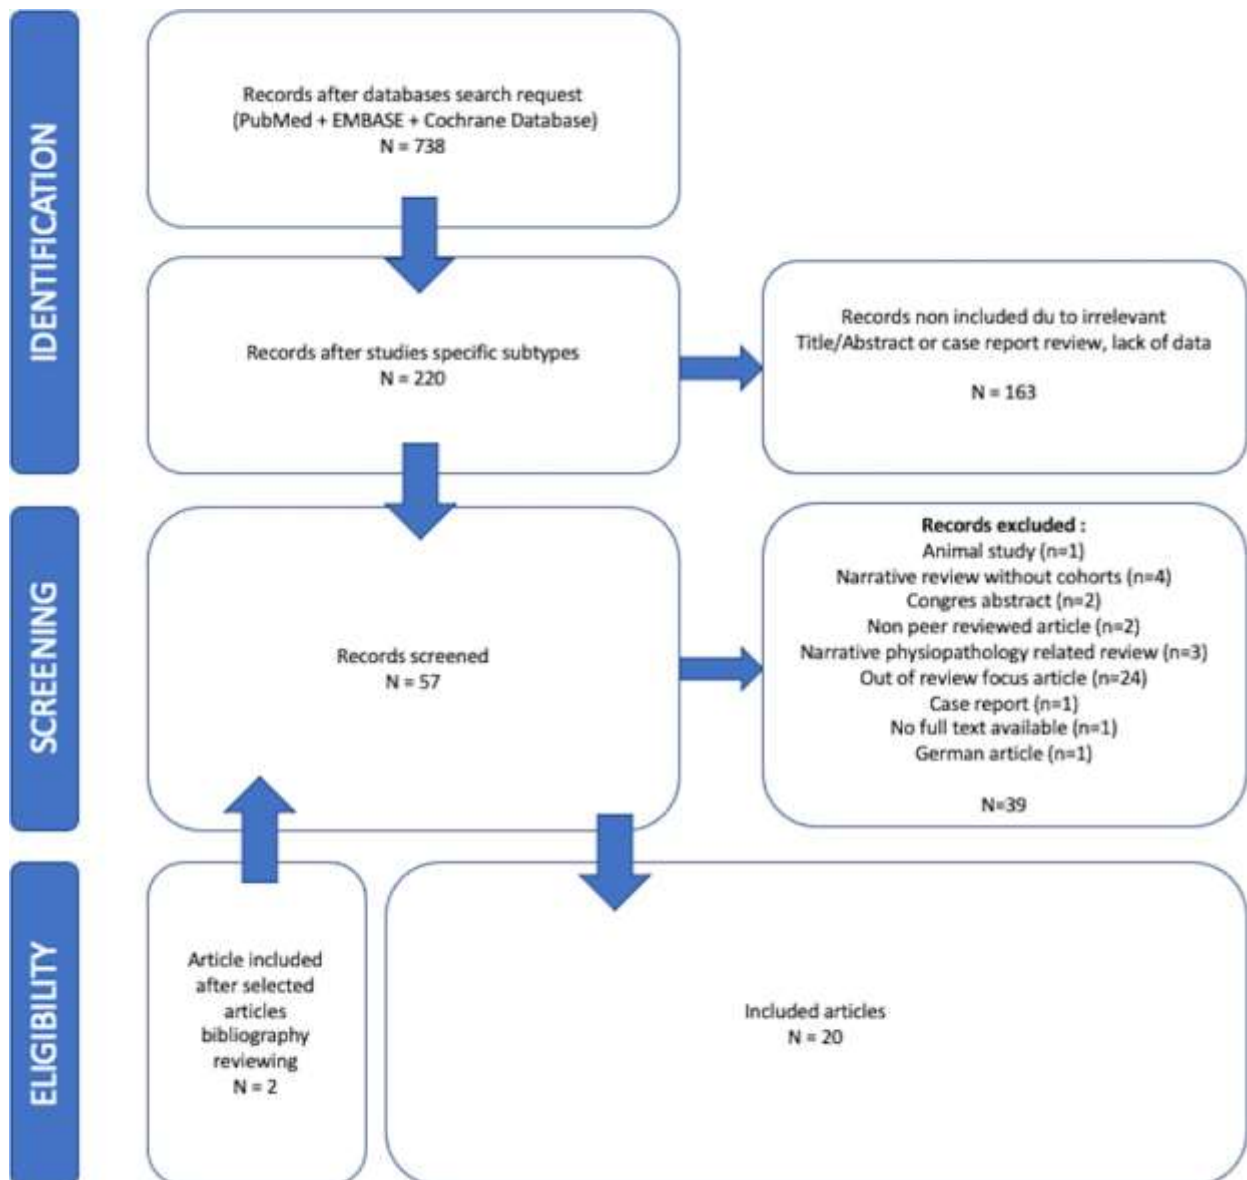 IDENTIFICATION
Records after databases search request
(PubMed + EMBASE + Cochrane Database)
N = 738
Records after studies specific subtypes
N = 220
Records non included du to irrelevant
Title/Abstract or case report review, lack of data
N = 163
SCREENING
Records screened
N = 57
Records excluded :
Animal study (n=1)
Narrative review without cohorts (n=4)
Congres abstract (n=2)
Non peer reviewed article (n=2)
Narrative physiopathology related review (n=3)
Out of review focus article (n=24)
Case report (n=1)
No full text available (n=1)
German article (n=1)
N=39
ELIGIBILITY
Article included
after selected
articles
bibliography
reviewing
N = 2
Included articles
N = 20